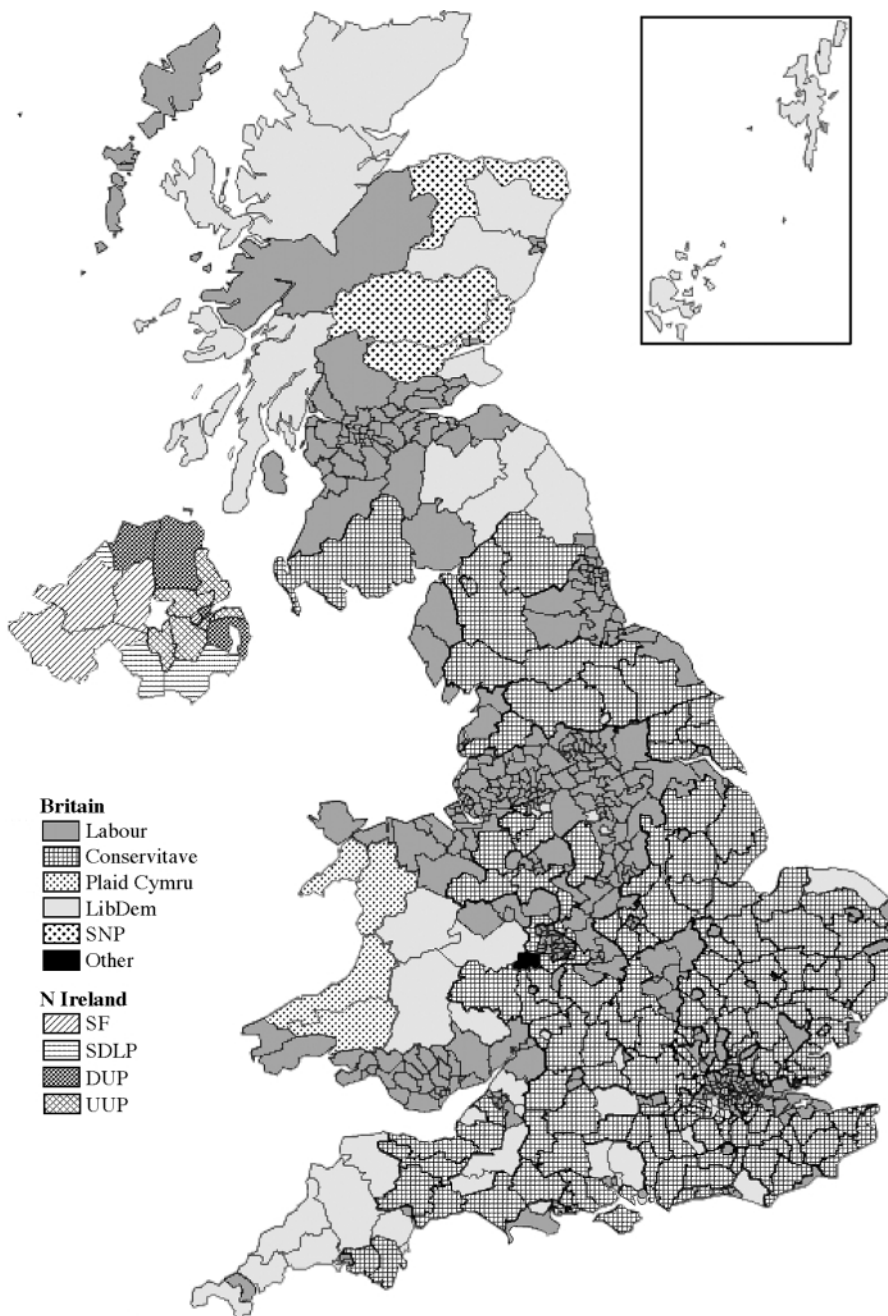 Britain
Labour
Conservitave
Plaid Cymru
LibDem
SNP
Other
N Ireland
SF
SDLP
DUP
UUP